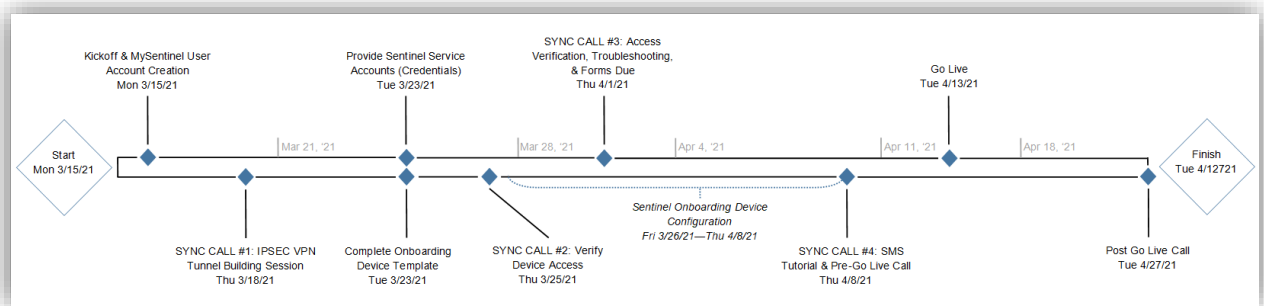 SYNC CALL #3: Access
Verification, Troubleshooting,
& Forms Due
Thu 4/1/21
Kickoff & MySentinel User
Account Creation
Mon 3/15/21
Provide Sentinel Service
Accounts (Credentials)
Tue 3/23/21
Go Live
Tue 4/13/21
Start
Mon 3/15/21
Mar 21, '21
Mar 28, '21
Apr 4, '21
Apr 11, '21
Apr 18, '21
Finish
Tue 4/12721
Sentinel Onboarding Device
Configuration
Fri 3/26/21—Thu 4/8/21
SYNC CALL #1: IPSEC VPN
Tunnel Building Session
Thu 3/18/21
Complete Onboarding
Device Template
Tue 3/23/21
SYNC CALL #2: Verify
Device Access
Thu 3/25/21
SYNC CALL #4: SMS
Tutorial & Pre-Go Live Call
Thu 4/8/21
Post Go Live Call
Tue 4/27/21